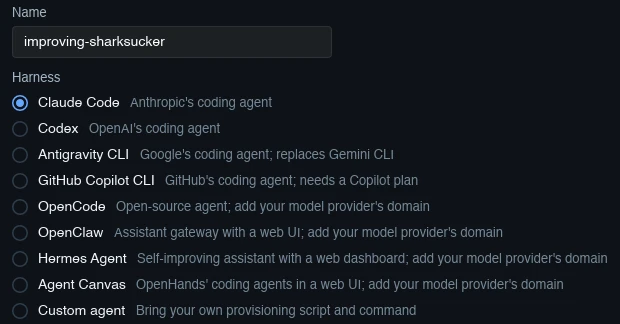 Name
improving-sharksucker
Harness
Claude Code Anthropic's coding agent
Codex OpenAI's coding agent
Antigravity CLI Google's coding agent; replaces Gemini CLI
GitHub Copilot CLI GitHub's coding agent; needs a Copilot plan
OpenCode Open-source agent; add your model provider's domain
OpenClaw Assistant gateway with a web UI; add your model provider's domain
Hermes Agent Self-improving assistant with a web dashboard; add your model provider's domain
Agent Canvas OpenHands' coding agents in a web UI; add your model provider's domain
Custom agent Bring your own provisioning script and command